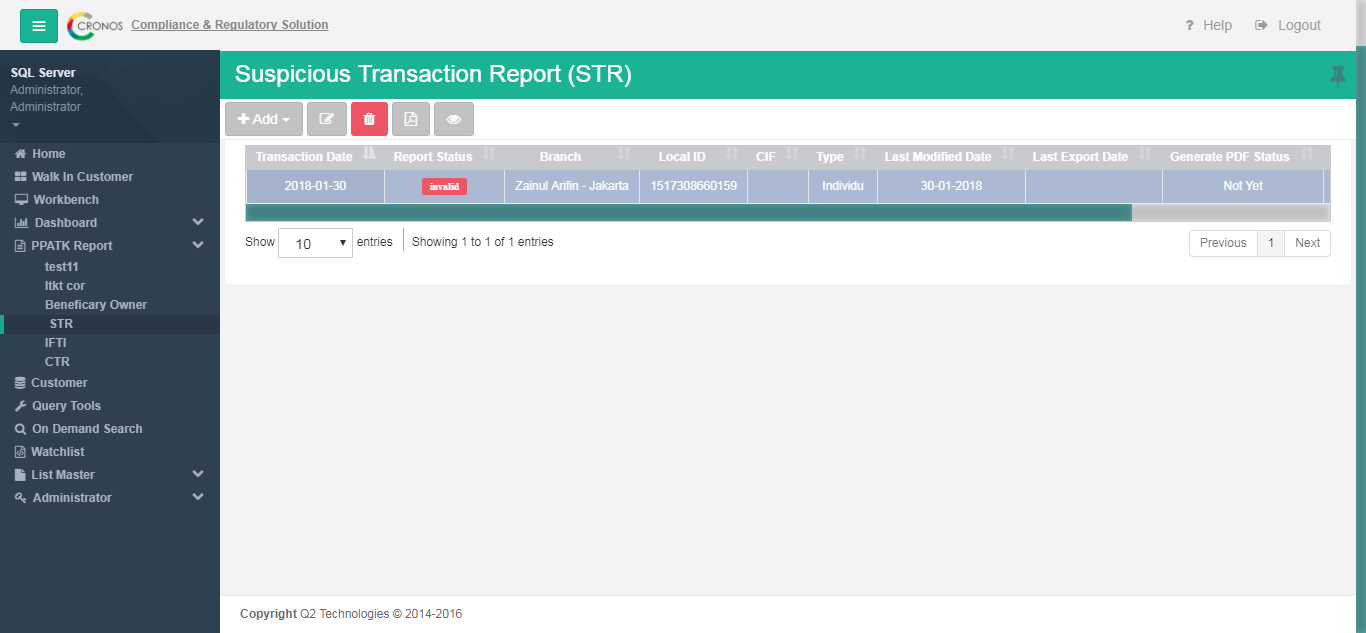 CRONOS Compliance & Regulatory Solution
? Help Logout
SQL Server
Administrator,
Administrator
Home
Walk In Customer
Workbench
Dashboard
PPATK Report
test11
ltkt cor
Beneficary Owner
STR
IFTI
CTR
Customer
Query Tools
On Demand Search
Watchlist
List Master
Administrator
Suspicious Transaction Report (STR)
Add
Transaction Date Report Status Branch Local ID CIF Type Last Modified Date Last Export Date Generate PDF Status
2018-01-30 invalid Zainul Arifin - Jakarta 1517308660159 Individu 30-01-2018 Not Yet
Show 10 entries Showing 1 to 1 of 1 entries Previous 1 Next
Copyright Q2 Technologies © 2014-2016